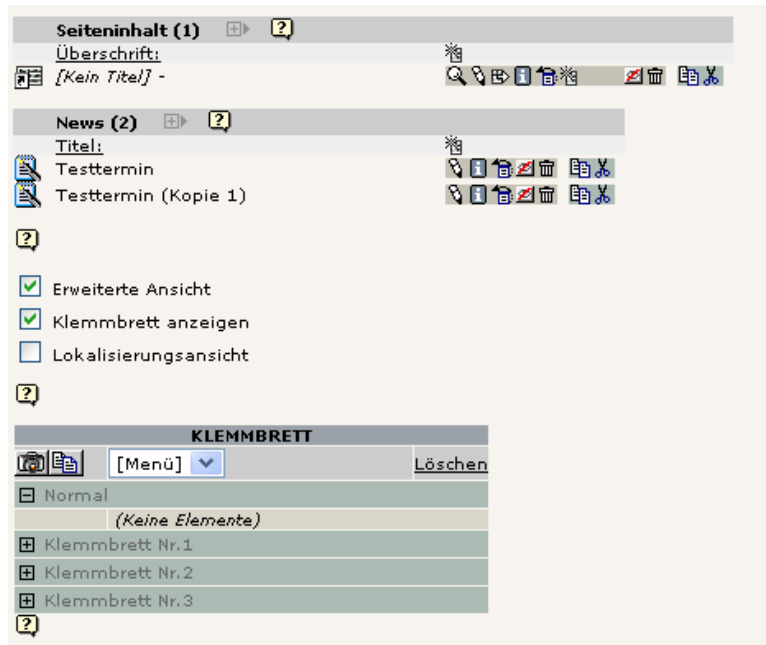 Seiteninhalt (1)
Überschrift:
[Kein Titel] -
News (2)
Titel:
Testtermin
Testtermin (Kopie 1)
Erweiterte Ansicht
Klemmbrett anzeigen
Lokalisierungsansicht
KLEMMBRETT
[Menü] Löschen
Normal
(Keine Elemente)
Klemmbrett Nr.1
Klemmbrett Nr.2
Klemmbrett Nr.3